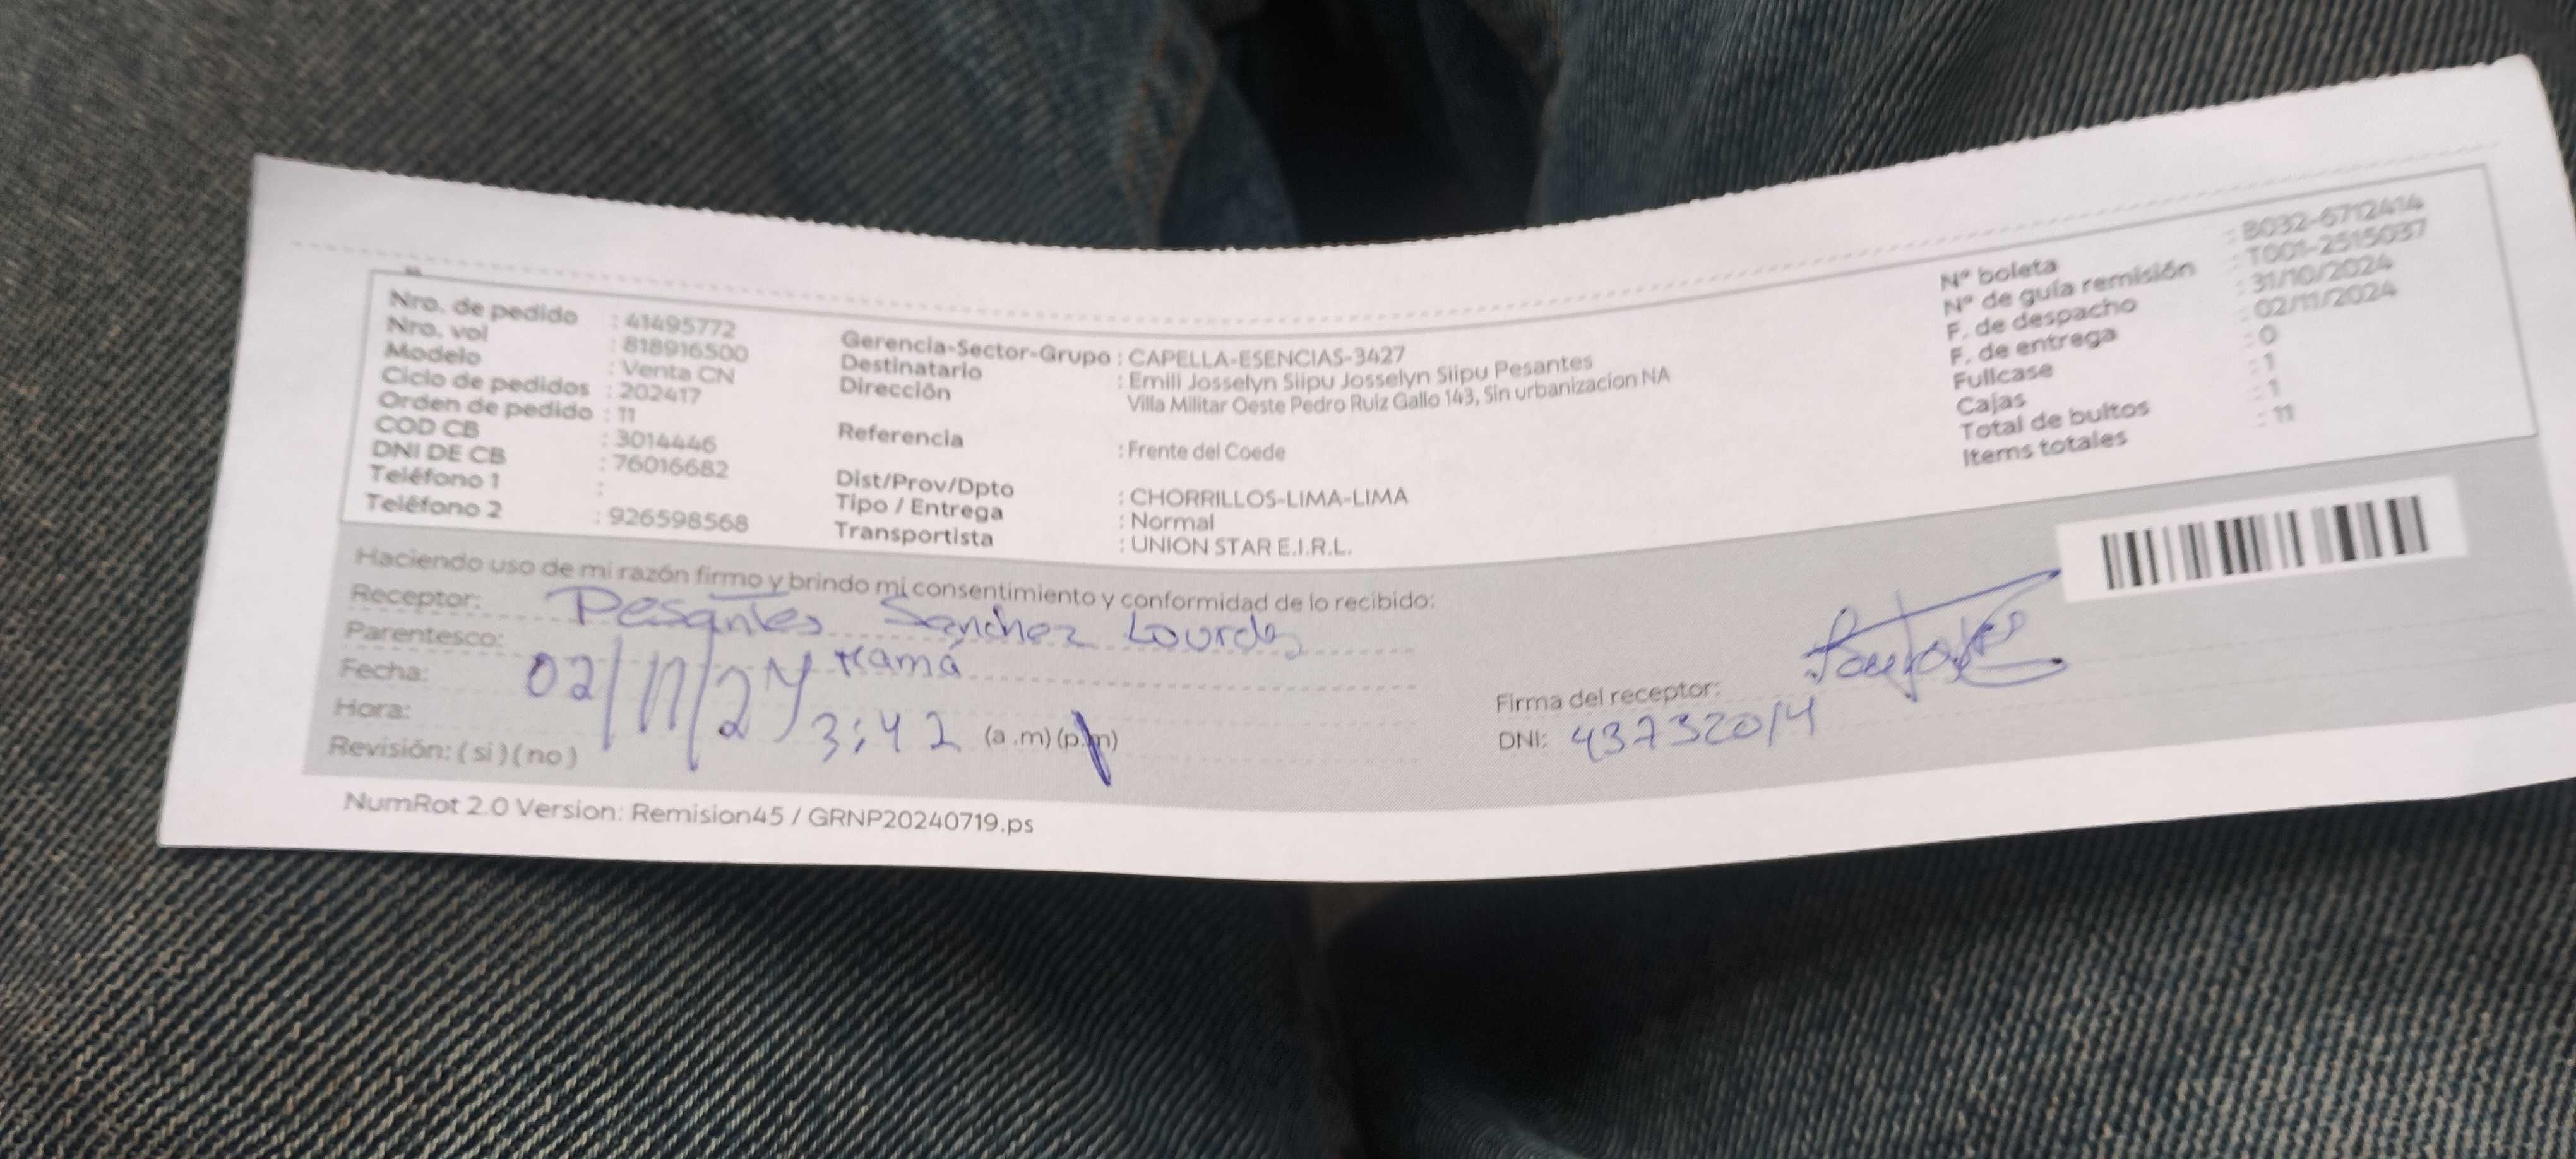 Nro. de pedido : 41495772
Nro. vol : 818916500
Modelo : Venta CN
Ciclo de pedidos : 202417
Orden de pedido : 11
COD CB : 3014446
DNI DE CB : 76016682
Teléfono 1 :
Teléfono 2 : 926598568
Gerencia-Sector-Grupo : CAPELLA-ESENCIAS-3427
Destinatario : Emili Josselyn Siipu Josselyn Siipu Pesantes
Dirección : Villa Militar Oeste Pedro Ruiz Gallo 143, Sin urbanizacion NA
Referencia : Frente del Coede
Dist/Prov/Dpto : CHORRILLOS-LIMA-LIMA
Tipo / Entrega : Normal
Transportista : UNION STAR E.I.R.L.
N° boleta : B032-6712414
N° de guía remisión : T001-2515037
F. de despacho : 31/10/2024
F. de entrega : 02/11/2024
Fullcase : 0
Cajas : 1
Total de bultos : 1
Items totales : 11
Haciendo uso de mi razón firmo y brindo mi consentimiento y conformidad de lo recibido:
Receptor: Pesantes Sanchez Lourdes
Parentesco: Mamá
Fecha: 02/11/24
Hora: 3:42 (a .m) (p.m)
Revisión: ( si ) ( no )
Firma del receptor:
DNI: 43732014
NumRot 2.0 Version: Remision45 / GRNP20240719.ps